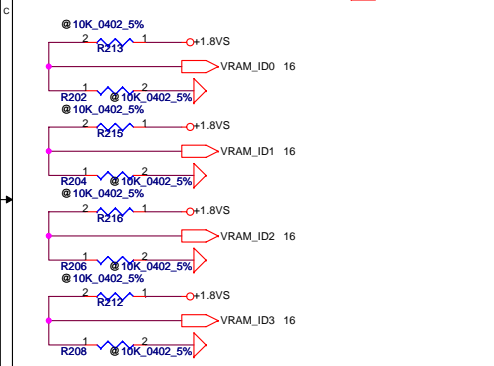 C
@10K_0402_5%
2 1 +1.8VS
R213
VRAM_ID0 16
1 2
R202 @10K_0402_5%
@10K_0402_5%
2 1 +1.8VS
R215
VRAM_ID1 16
1 2
R204 @10K_0402_5%
@10K_0402_5%
2 1 +1.8VS
R216
VRAM_ID2 16
1 2
R206 @10K_0402_5%
@10K_0402_5%
2 1 +1.8VS
R212
VRAM_ID3 16
1 2
R208 @10K_0402_5%